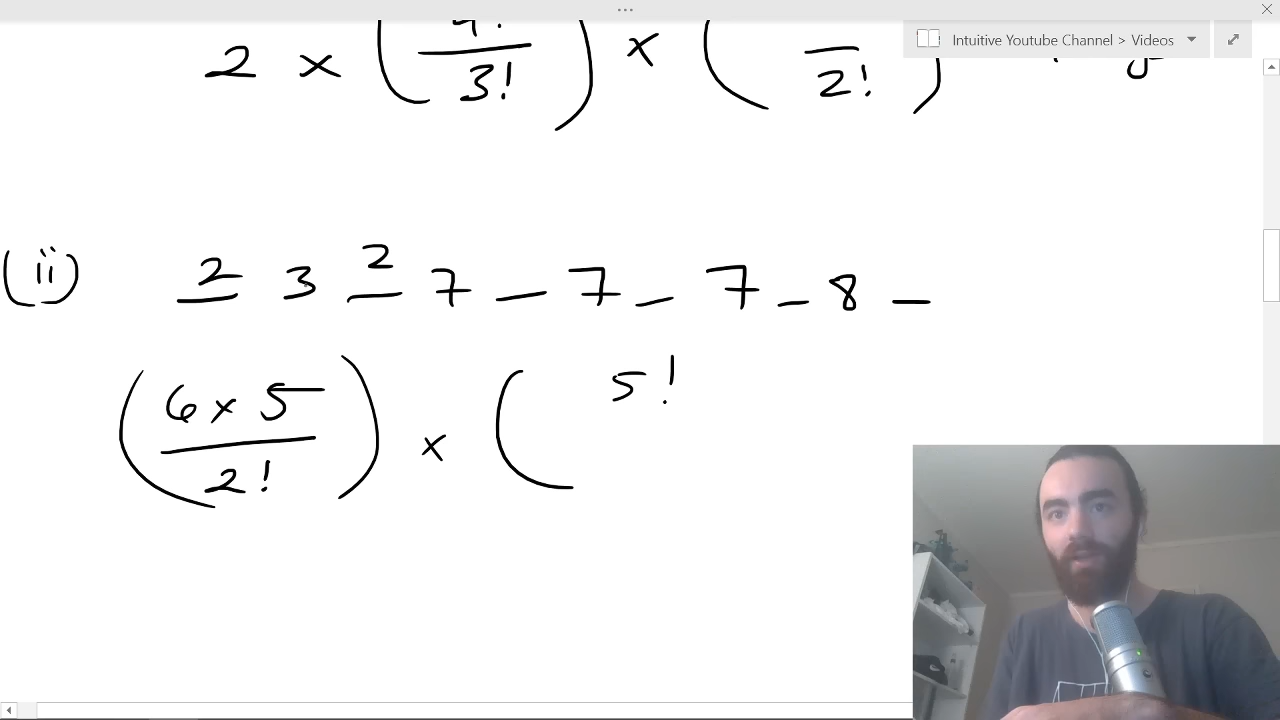 Intuitive Youtube Channel > Videos
2 × ( 4! / 3! ) × ( / 2! )
(ii) 2 3 2 7 _ 7 _ 7 _ 8 _
( 6 × 5 / 2! ) × ( 5!